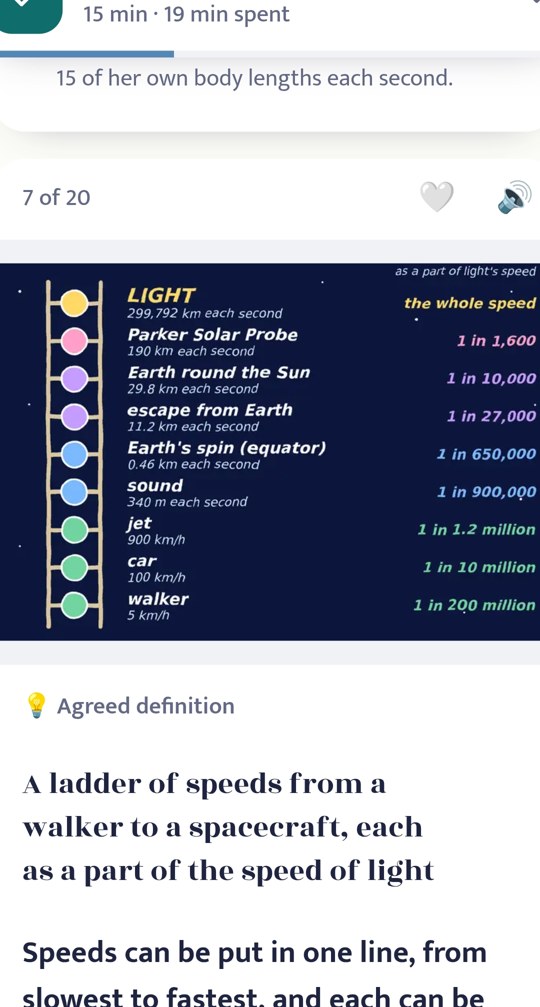 15 min · 19 min spent
15 of her own body lengths each second.
7 of 20
as a part of light's speed
LIGHT
299,792 km each second
the whole speed
Parker Solar Probe
190 km each second
1 in 1,600
Earth round the Sun
29.8 km each second
1 in 10,000
escape from Earth
11.2 km each second
1 in 27,000
Earth's spin (equator)
0.46 km each second
1 in 650,000
sound
340 m each second
1 in 900,000
jet
900 km/h
1 in 1.2 million
car
100 km/h
1 in 10 million
walker
5 km/h
1 in 200 million
Agreed definition
A ladder of speeds from a
walker to a spacecraft, each
as a part of the speed of light
Speeds can be put in one line, from
slowest to fastest, and each can be